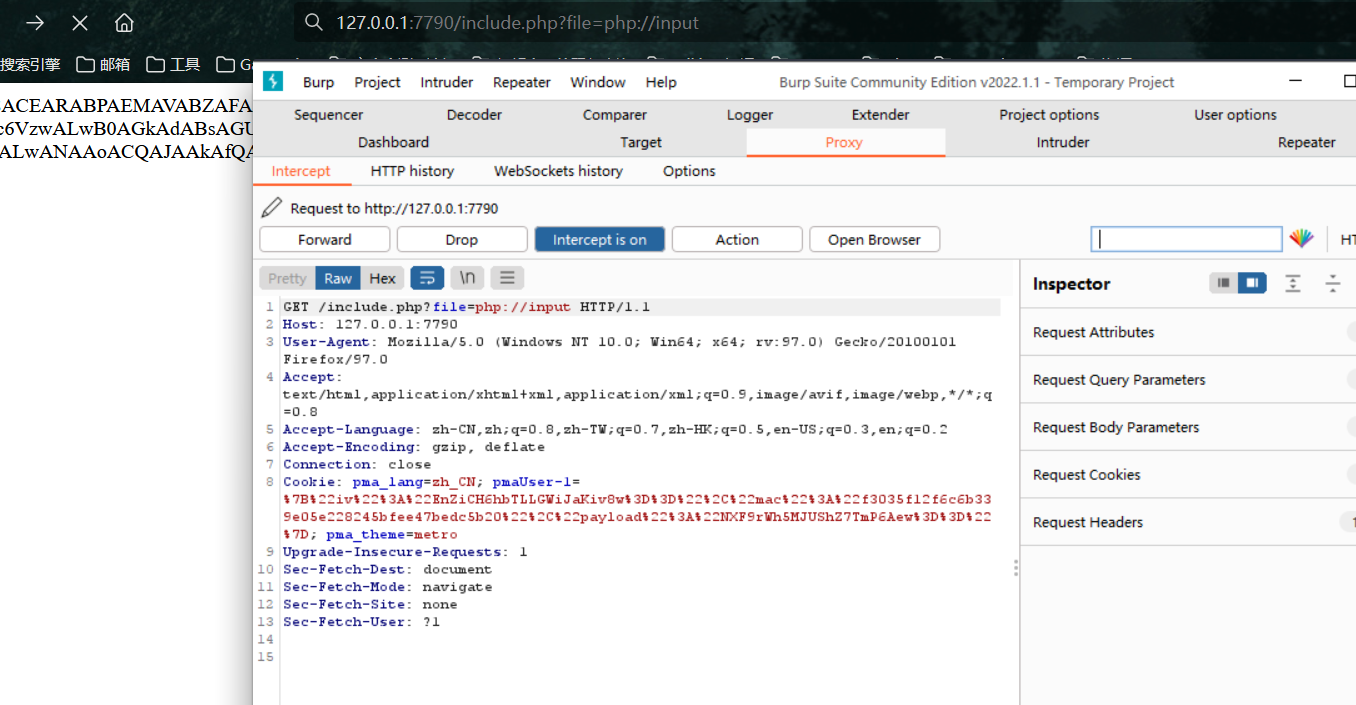 127.0.0.1:7790/include.php?file=php://input
搜索引擎 邮箱 工具
ACEARABPAEMAVABZAFA
c6VzwALwB0AGkAdABsAGU
ALwANAAoACQAJAAkAfQA
Burp Project Intruder Repeater Window Help Burp Suite Community Edition v2022.1.1 - Temporary Project
Sequencer Decoder Comparer Logger Extender Project options User options
Dashboard Target Proxy Intruder Repeater
Intercept HTTP history WebSockets history Options
Request to http://127.0.0.1:7790
Forward Drop Intercept is on Action Open Browser
Pretty Raw Hex \n
1 GET /include.php?file=php://input HTTP/1.1
2 Host: 127.0.0.1:7790
3 User-Agent: Mozilla/5.0 (Windows NT 10.0; Win64; x64; rv:97.0) Gecko/20100101
Firefox/97.0
4 Accept:
text/html,application/xhtml+xml,application/xml;q=0.9,image/avif,image/webp,*/*;q
=0.8
5 Accept-Language: zh-CN,zh;q=0.8,zh-TW;q=0.7,zh-HK;q=0.5,en-US;q=0.3,en;q=0.2
6 Accept-Encoding: gzip, deflate
7 Connection: close
8 Cookie: pma_lang=zh_CN; pmaUser-1=
%7B%22iv%22%3A%22EnZiCH6hbTLLGWiJaKiv8w%3D%3D%22%2C%22mac%22%3A%22f3035f12f6c6b33
9e05e228245bfee47bedc5b20%22%2C%22payload%22%3A%22NXF9rWh5MJUShZ7TmP6Aew%3D%3D%22
%7D; pma_theme=metro
9 Upgrade-Insecure-Requests: 1
10 Sec-Fetch-Dest: document
11 Sec-Fetch-Mode: navigate
12 Sec-Fetch-Site: none
13 Sec-Fetch-User: ?1
14
15
Inspector
Request Attributes
Request Query Parameters
Request Body Parameters
Request Cookies
Request Headers